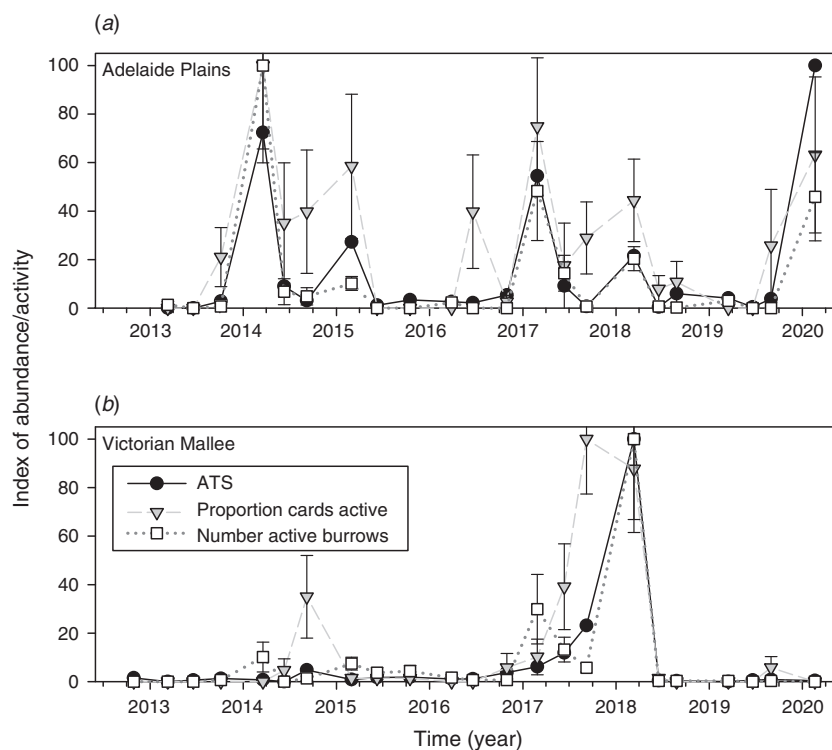 (a)
Adelaide Plains
100
80
60
40
20
0
2013 2014 2015 2016 2017 2018 2019 2020
(b)
Victorian Mallee
ATS
Proportion cards active
Number active burrows
100
80
60
40
20
0
2013 2014 2015 2016 2017 2018 2019 2020
Index of abundance/activity
Time (year)